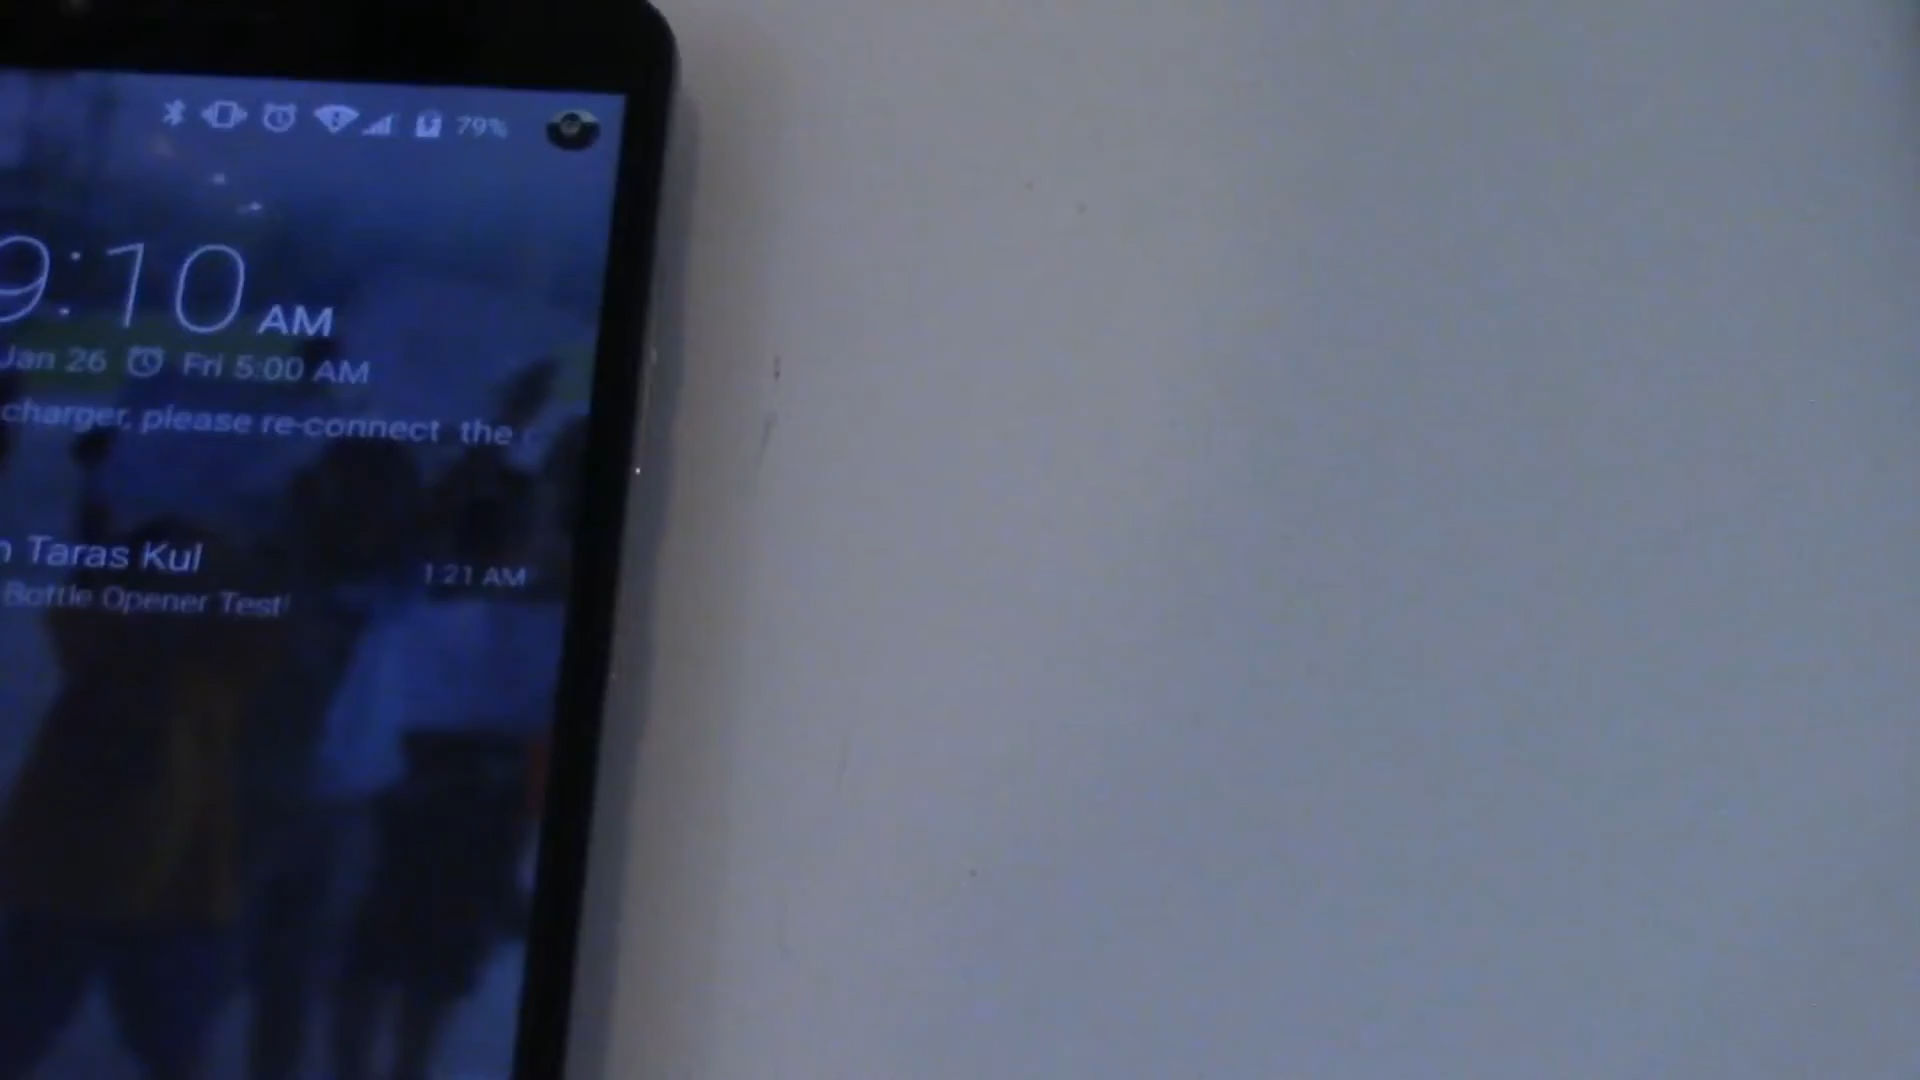 79%
9:10 AM
Jan 26 Fri 5:00 AM
charger, please re-connect the
Taras Kul
1:21 AM
Bottle Opener Test!